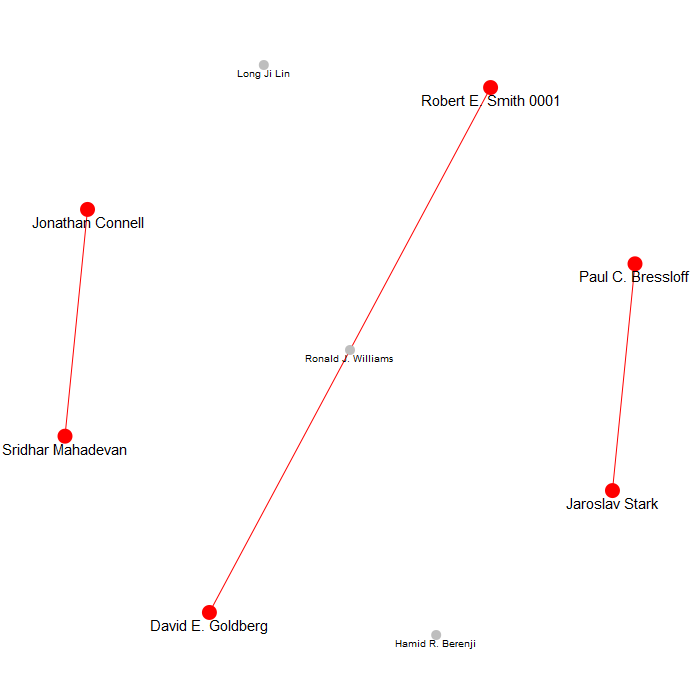 Long Ji Lin
Robert E. Smith 0001
Jonathan Connell
Paul C. Bressloff
Ronald J. Williams
Sridhar Mahadevan
Jaroslav Stark
David E. Goldberg
Hamid R. Berenji